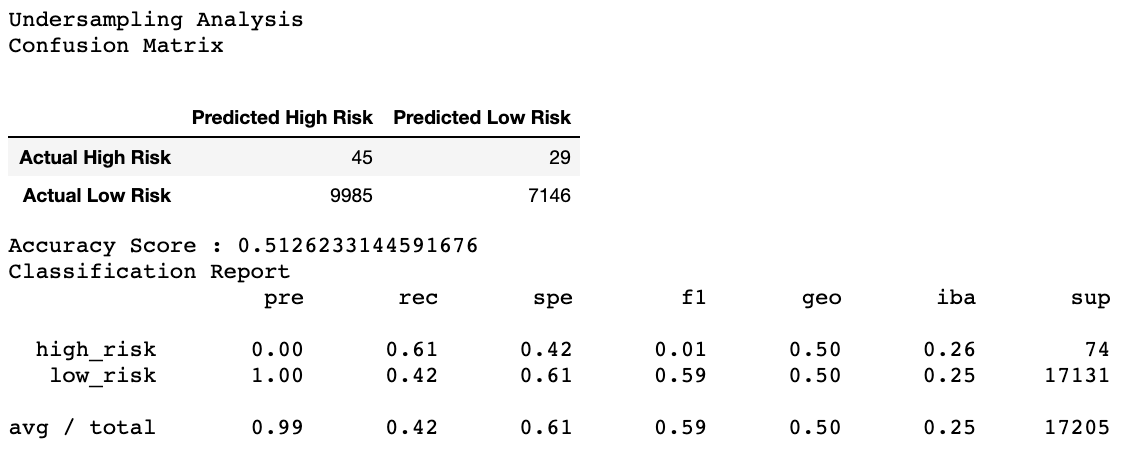 Undersampling Analysis
Confusion Matrix
Predicted High Risk Predicted Low Risk
Actual High Risk 45 29
Actual Low Risk 9985 7146
Accuracy Score : 0.5126233144591676
Classification Report
pre rec spe f1 geo iba sup
high_risk 0.00 0.61 0.42 0.01 0.50 0.26 74
low_risk 1.00 0.42 0.61 0.59 0.50 0.25 17131
avg / total 0.99 0.42 0.61 0.59 0.50 0.25 17205